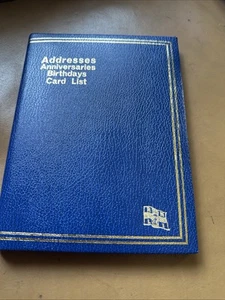 Addresses
Anniversaries
Birthdays
Card List